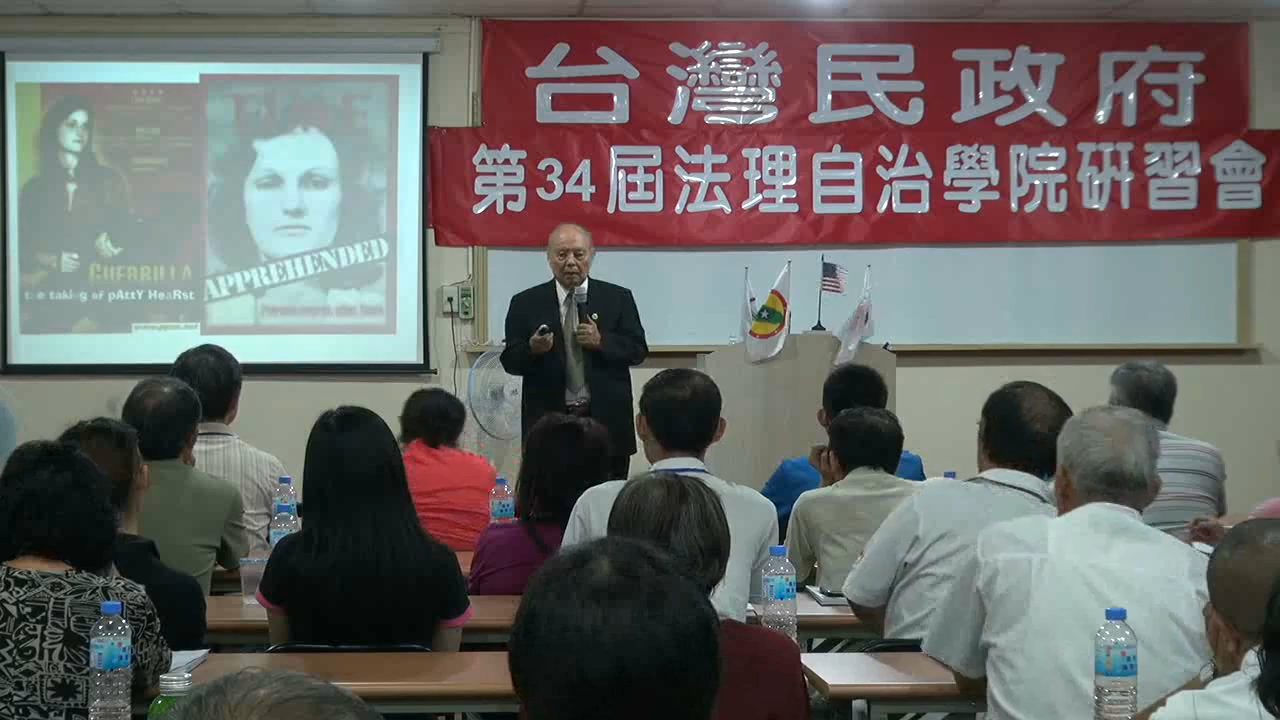 台灣民政府
第34屆法理自治學院研習會
GUERRILLA
the taking of pAttY HeaRst
TIME
APPREHENDED